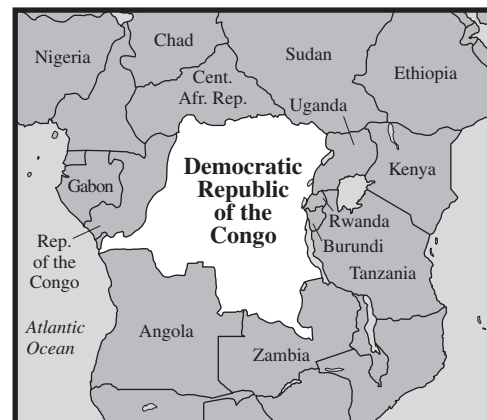 Chad
Nigeria
Sudan
Ethiopia
Cent.
Afr. Rep.
Uganda
Democratic
Republic
of the
Congo
Kenya
Gabon
Rwanda
Rep.
of the
Congo
Burundi
Tanzania
Atlantic
Ocean
Angola
Zambia